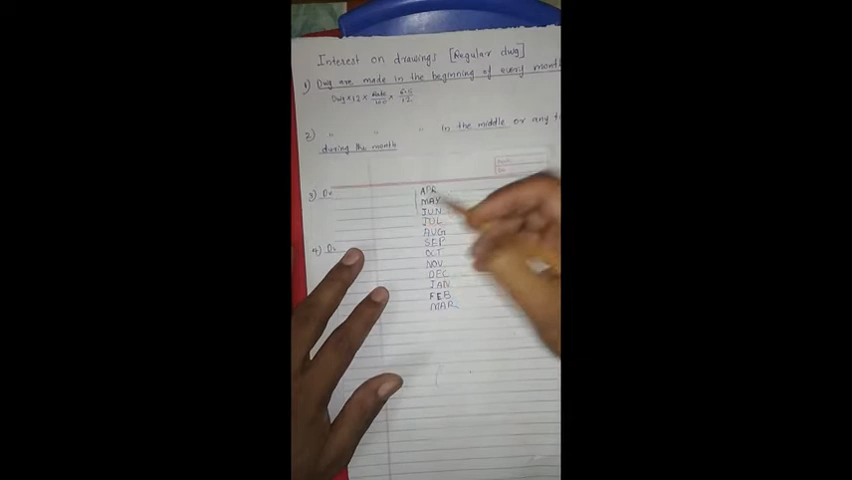 Interest on drawings [Regular dwg]
1) Dwg are made in the beginning of every month
Dwg × 12 × Rate/100 × 6.5/12
2) " " " In the middle or any t
during the month
3) D
APR
MAY
JUN
JUL
AUG
4) D
SEP
OCT
NOV
DEC
JAN
FEB
MAR